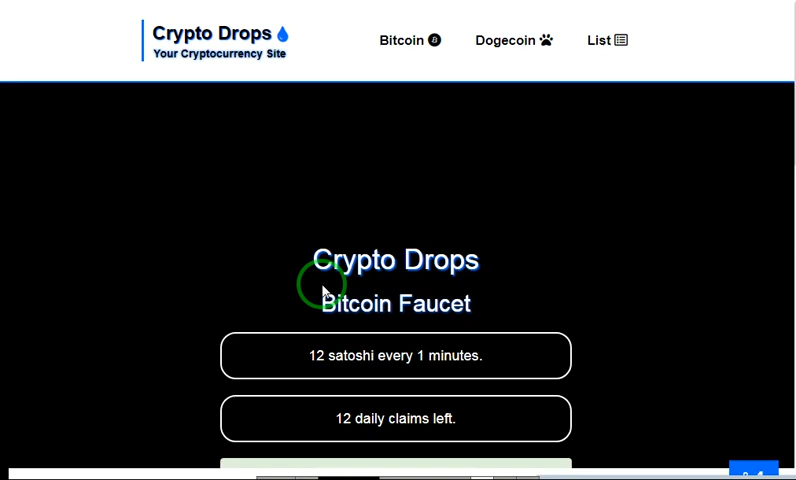 Crypto Drops
Your Cryptocurrency Site
Bitcoin
Dogecoin
List
Crypto Drops
Bitcoin Faucet
12 satoshi every 1 minutes.
12 daily claims left.